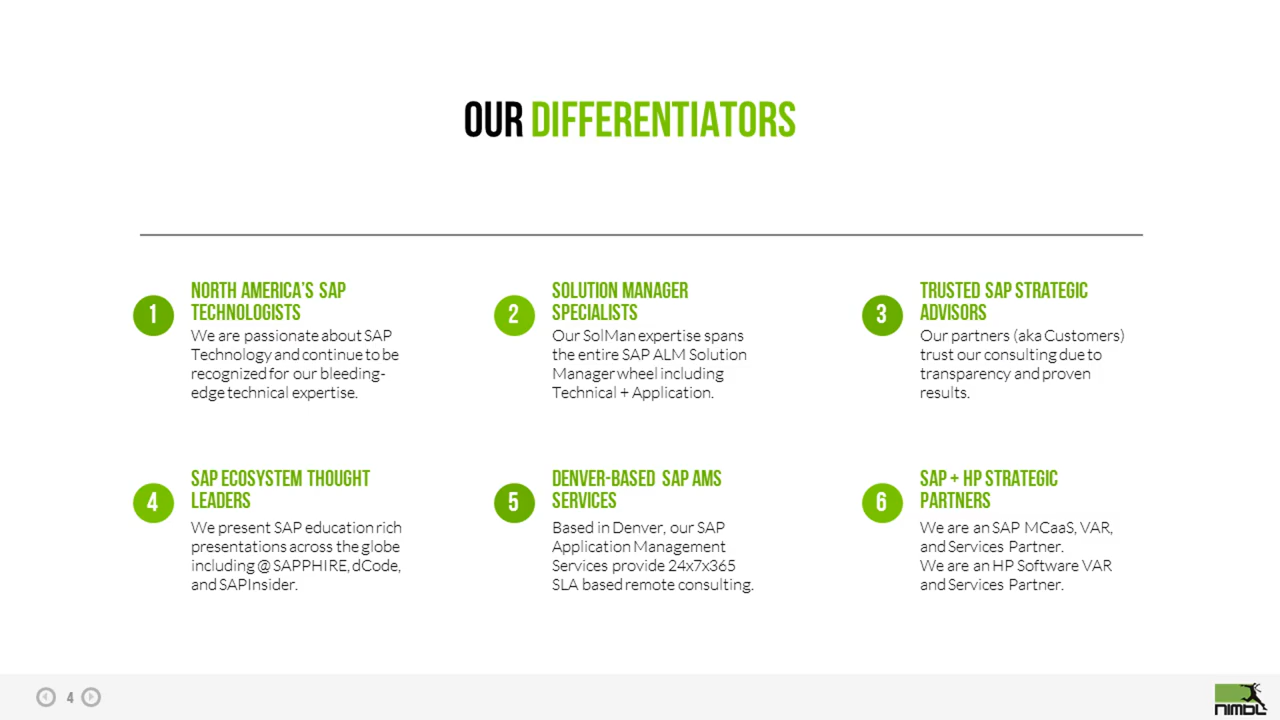 OUR DIFFERENTIATORS
1
NORTH AMERICA'S SAP
TECHNOLOGISTS
We are passionate about SAP
Technology and continue to be
recognized for our bleeding-
edge technical expertise.
2
SOLUTION MANAGER
SPECIALISTS
Our SolMan expertise spans
the entire SAP ALM Solution
Manager wheel including
Technical + Application.
3
TRUSTED SAP STRATEGIC
ADVISORS
Our partners (aka Customers)
trust our consulting due to
transparency and proven
results.
4
SAP ECOSYSTEM THOUGHT
LEADERS
We present SAP education rich
presentations across the globe
including @ SAPPHIRE, dCode,
and SAPInsider.
5
DENVER-BASED SAP AMS
SERVICES
Based in Denver, our SAP
Application Management
Services provide 24x7x365
SLA based remote consulting.
6
SAP + HP STRATEGIC
PARTNERS
We are an SAP MCaaS, VAR,
and Services Partner.
We are an HP Software VAR
and Services Partner.
4
nimbl